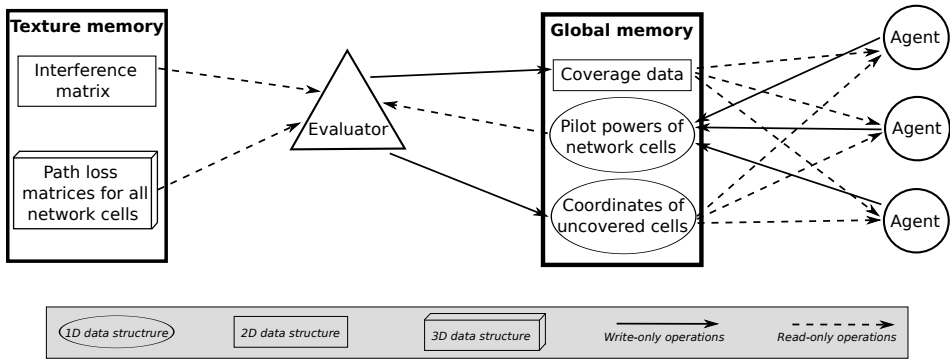 Texture memory
Interference
matrix
Path loss
matrices for all
network cells
Evaluator
Global memory
Coverage data
Pilot powers of
network cells
Coordinates of
uncovered cells
Agent
Agent
Agent
1D data structrure
2D data structure
3D data structure
Write-only operations
Read-only operations